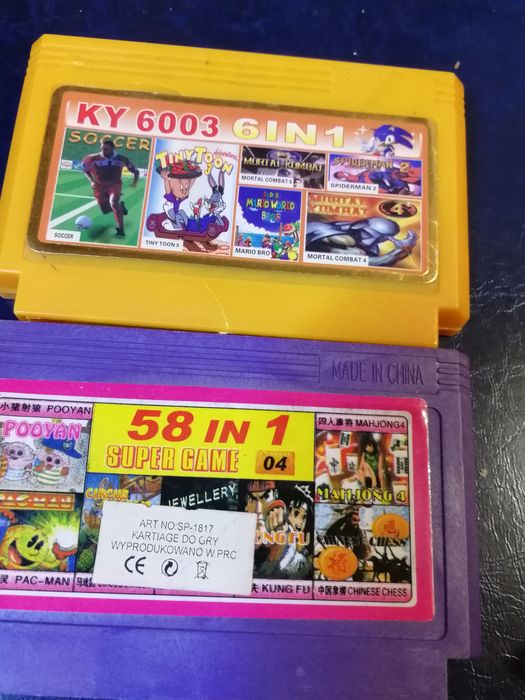 KY 6003 6IN1
SOCCER
SOCCER
TINY TOON
Adventures
3
TINY TOON 3
MORTAL KOMBAT
MORTAL COMBAT 5
SPIDERMAN 2
SPIDERMAN 2
SUPER
MARIO WORLD
BROS
MARIO BRO
MORTAL
COMBAT 4
MORTAL COMBAT 4
MADE IN CHINA
小猪射狼 POOYAN
58 IN 1
SUPER GAME 04
四人麻将 MAHJONG4
POOYAN
MAHJONG 4
PAC-MAN
CIRCUS
JEWELLERY
KUNG FU
CHESS
ART NO:SP-1817
KARTIAGE DO GRY
WYPRODUKOWANO W PRC
CE
PAC-MAN
KUNG FU
中国象棋 CHINESE CHESS